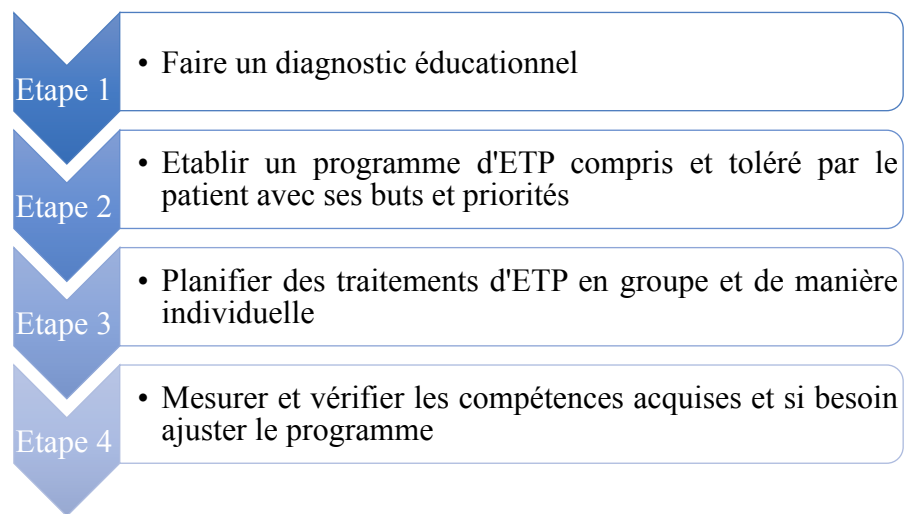 Etape 1
• Faire un diagnostic éducationnel
Etape 2
• Etablir un programme d'ETP compris et toléré par le
patient avec ses buts et priorités
Etape 3
• Planifier des traitements d'ETP en groupe et de manière
individuelle
Etape 4
• Mesurer et vérifier les compétences acquises et si besoin
ajuster le programme